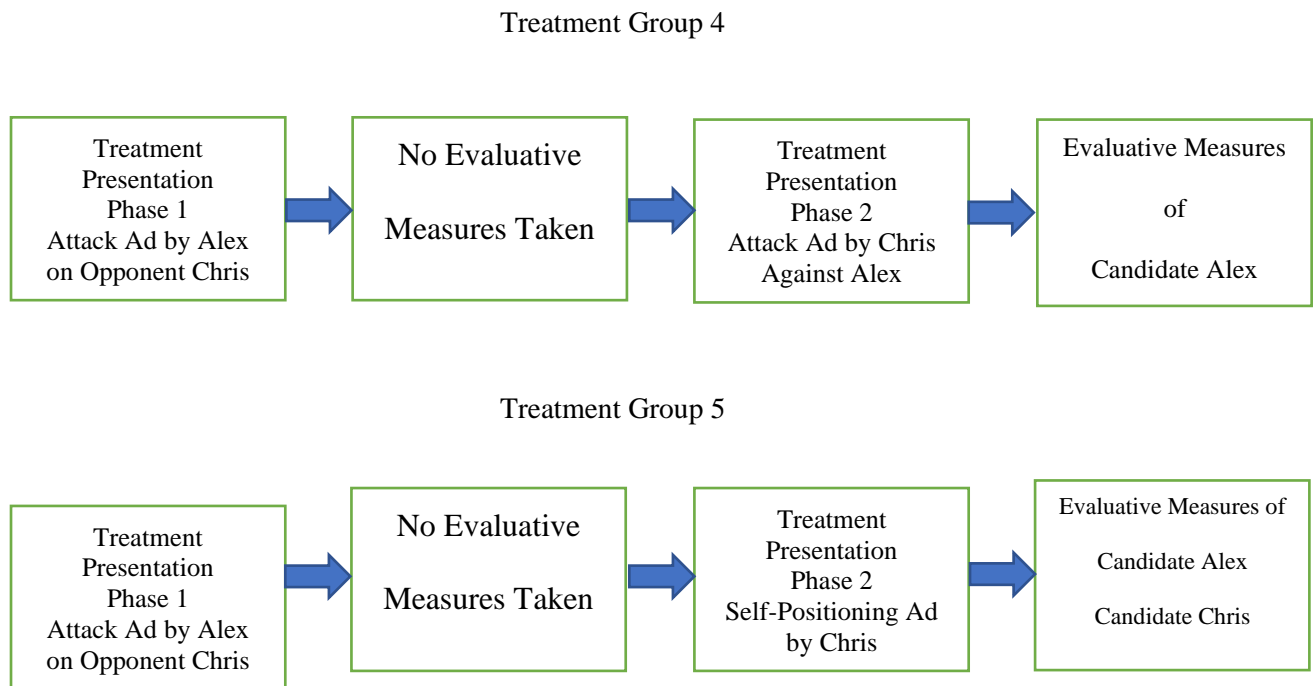 Treatment Group 4
Treatment
Presentation
Phase 1
Attack Ad by Alex
on Opponent Chris
No Evaluative
Measures Taken
Treatment
Presentation
Phase 2
Attack Ad by Chris
Against Alex
Evaluative Measures
of
Candidate Alex
Treatment Group 5
Treatment
Presentation
Phase 1
Attack Ad by Alex
on Opponent Chris
No Evaluative
Measures Taken
Treatment
Presentation
Phase 2
Self-Positioning Ad
by Chris
Evaluative Measures of
Candidate Alex
Candidate Chris